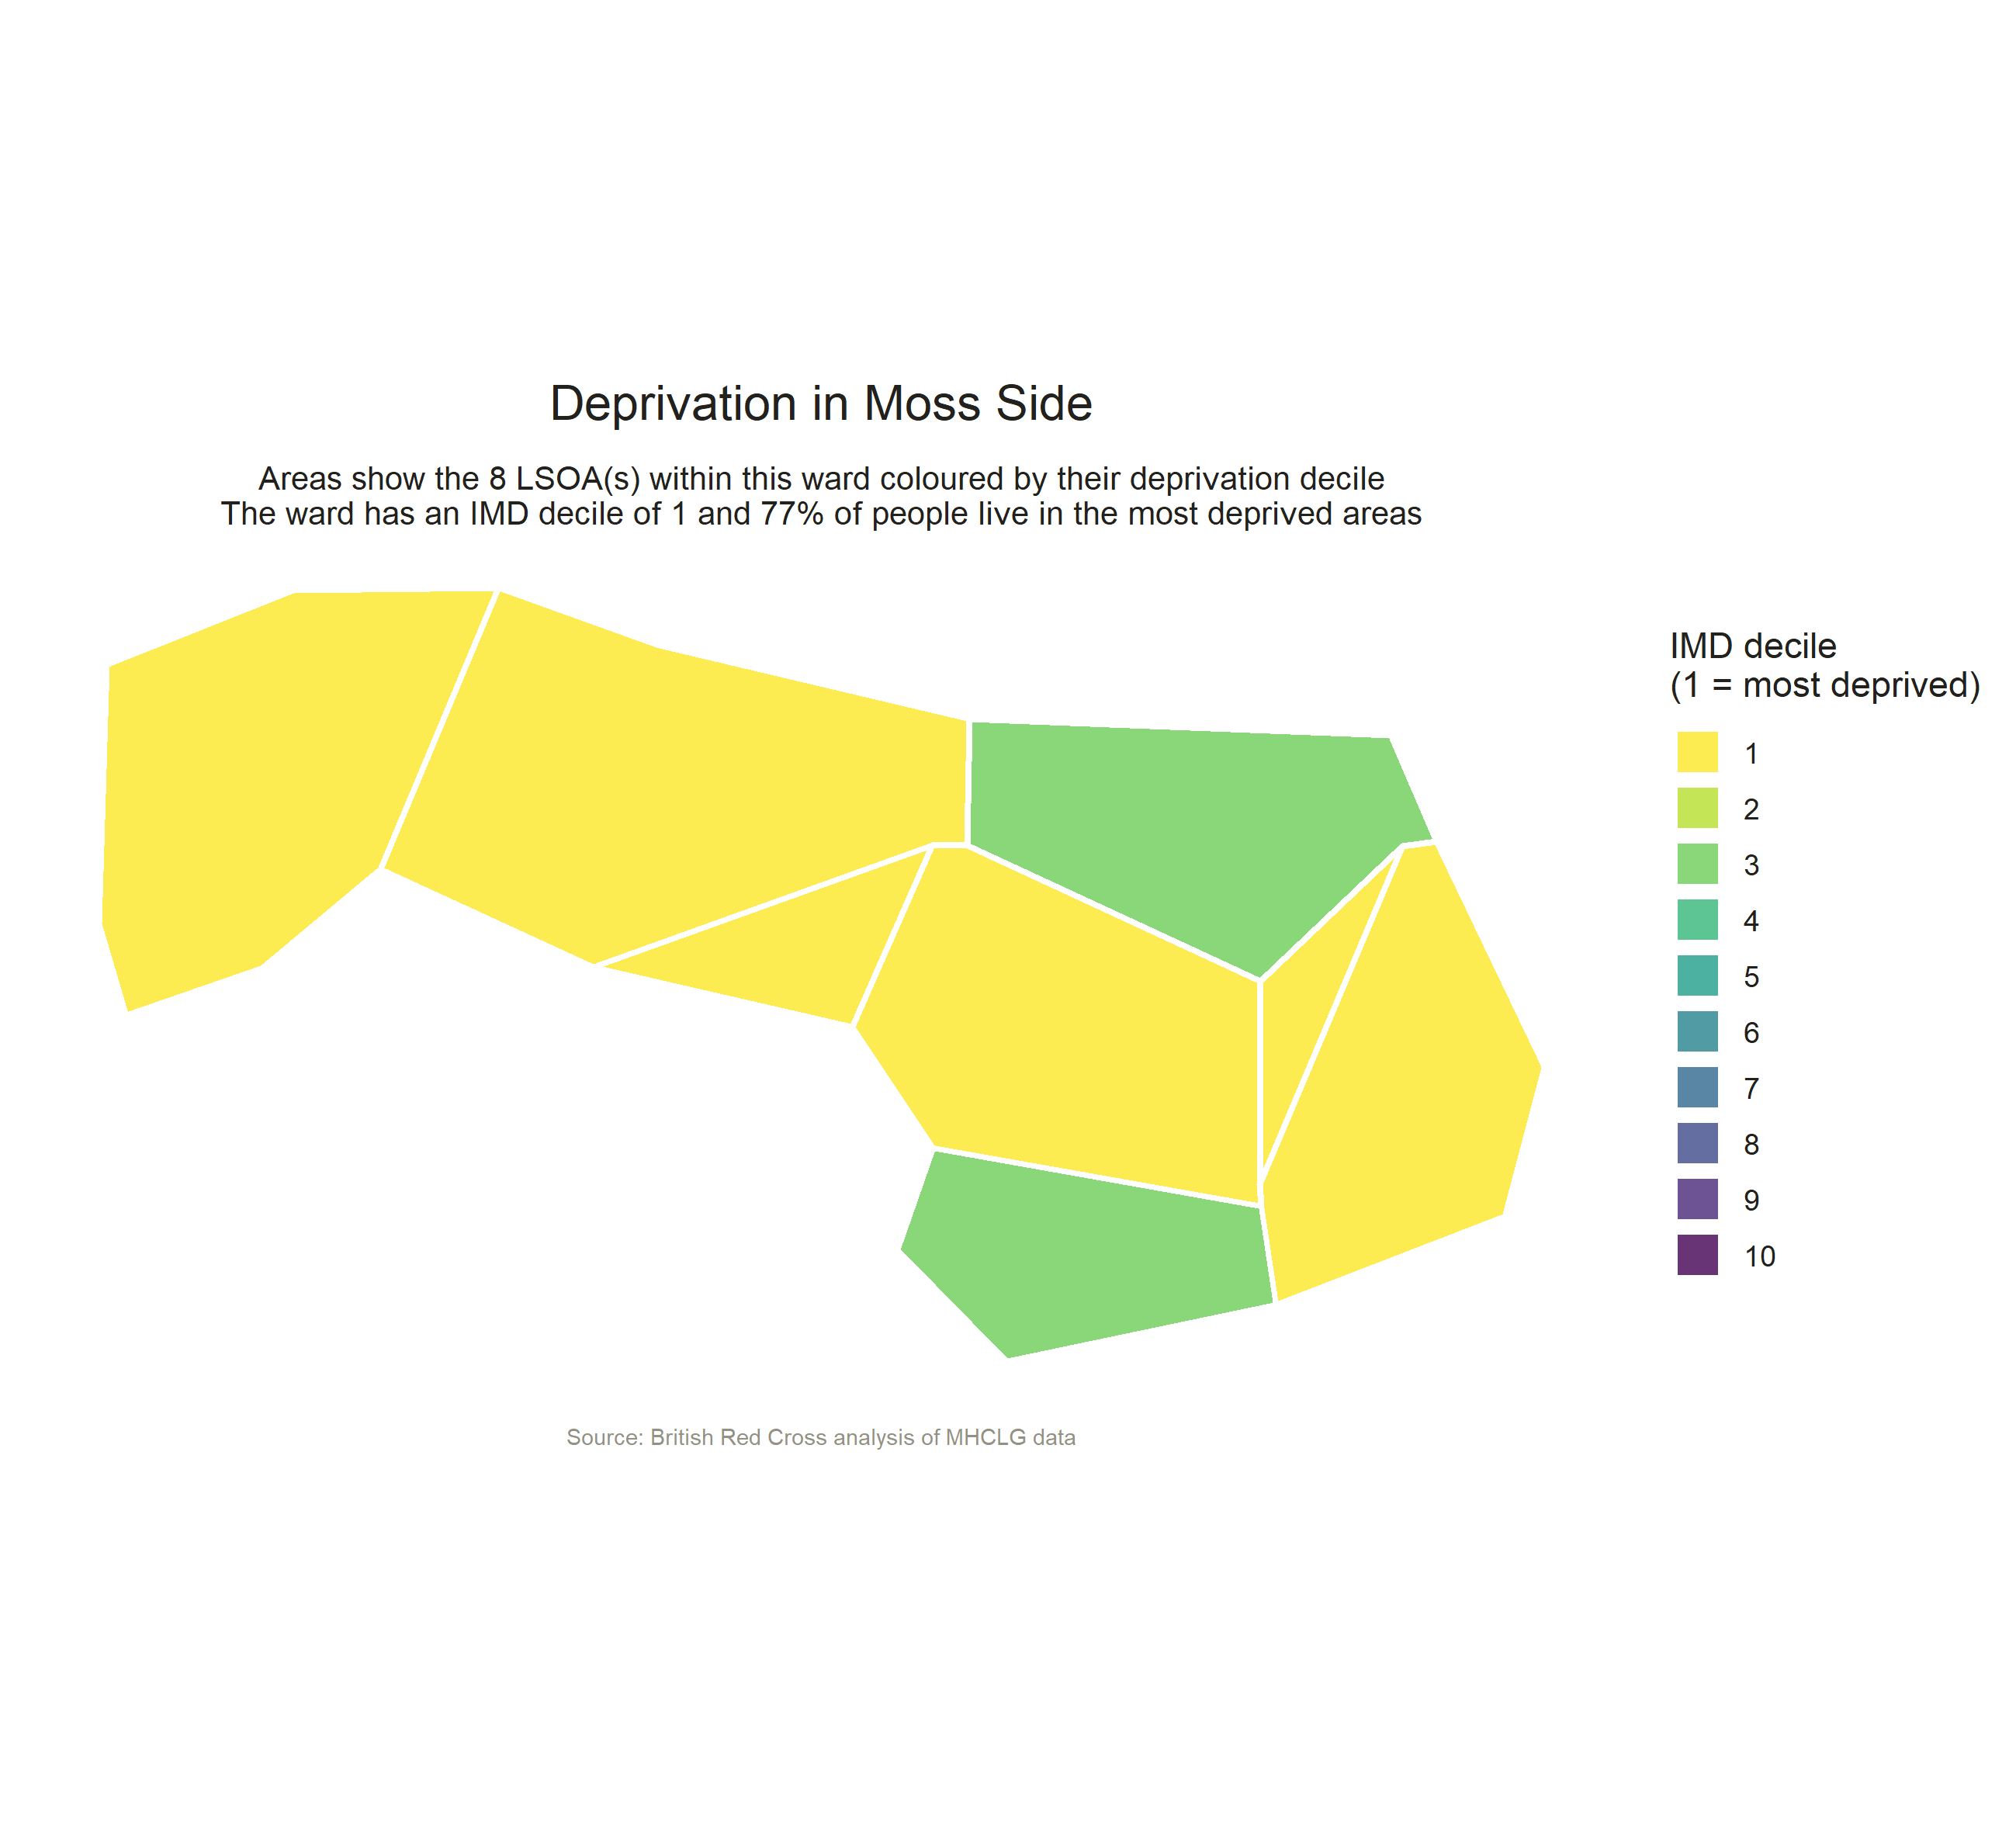 Deprivation in Moss Side
Areas show the 8 LSOA(s) within this ward coloured by their deprivation decile
The ward has an IMD decile of 1 and 77% of people live in the most deprived areas
IMD decile
(1 = most deprived)
1
2
3
4
5
6
7
8
9
10
Source: British Red Cross analysis of MHCLG data